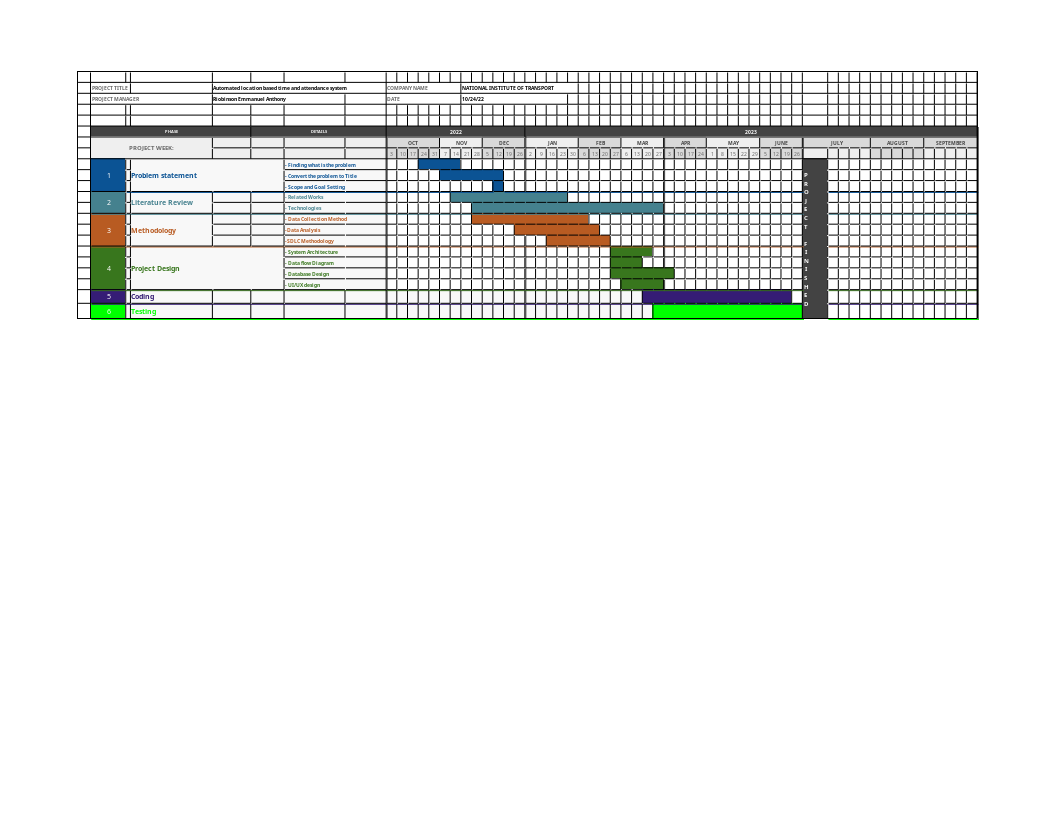 PROJECT TITLE Automated location based time and attendance system COMPANY NAME NATIONAL INSTITUTE OF TRANSPORT
PROJECT MANAGER Riobinson Emmanuel Anthony DATE 10/24/22
PHASE DETAILS 2022 2023
PROJECT WEEK: OCT NOV DEC JAN FEB MAR APR MAY JUNE JULY AUGUST SEPTEMBER
3 10 17 24 31 7 14 21 28 5 12 19 26 2 9 16 23 30 6 13 20 27 6 13 20 27 3 10 17 24 1 8 15 22 29 5 12 19 26
1 Problem statement - Finding what is the problem
- Convert the problem to Title
- Scope and Goal Setting
2 Literature Review - Related Works
- Technologies
3 Methodology - Data Collection Method
-Data Analysis
-SDLC Methodology
4 Project Design - System Architecture
- Data flow Diagram
- Database Design
- UI/UX design
5 Coding
6 Testing
PROJECT FINISHED